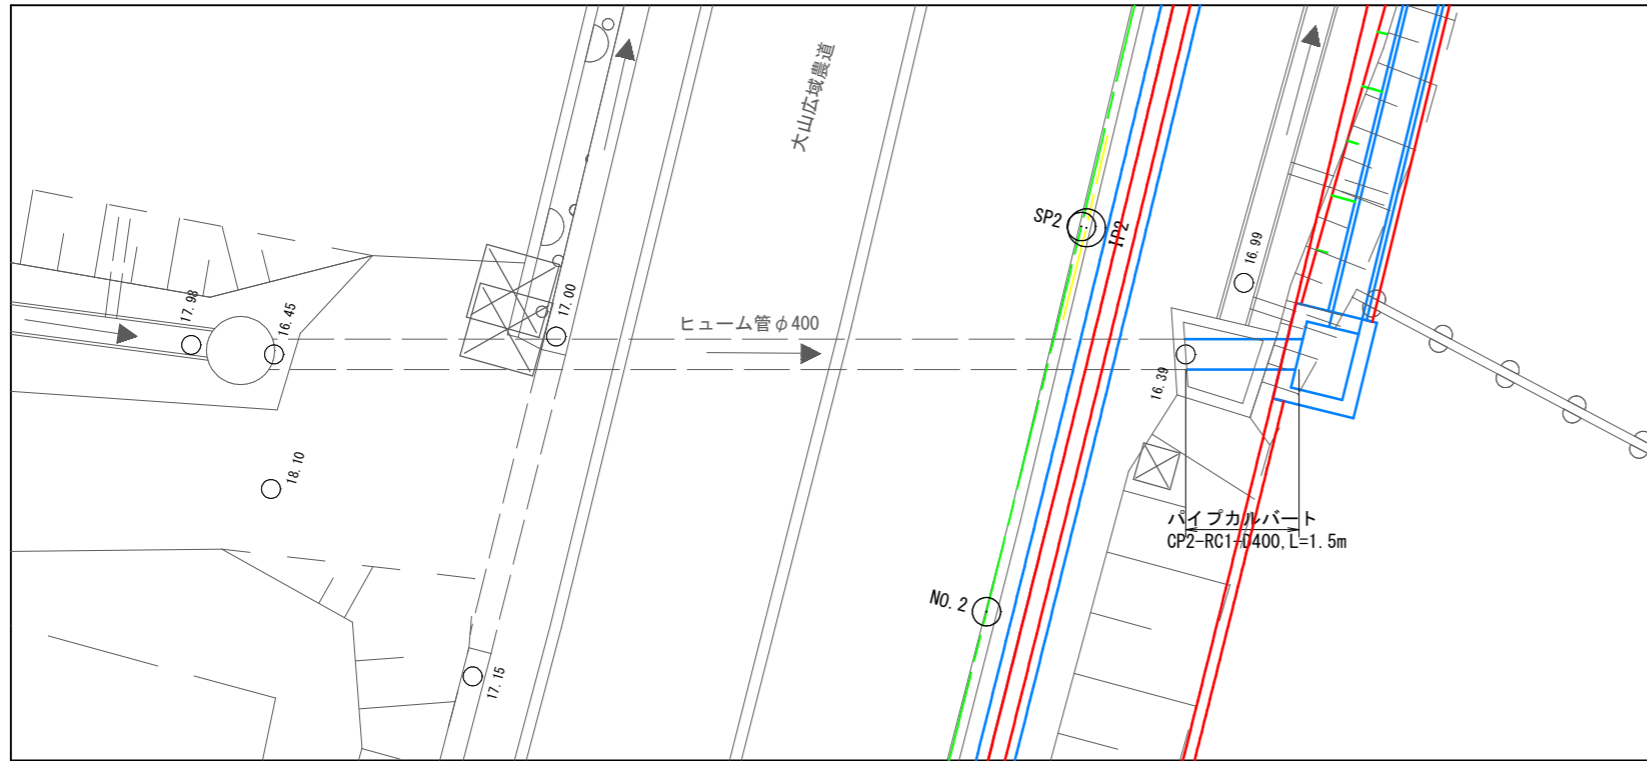 大山広域農道
SP2
IP2
16.99
17.98
16.45
17.00
ヒューム管φ400
16.39
18.10
パイプカルバート
CP2-RC1-D400,L=1.5m
NO.2
17.15